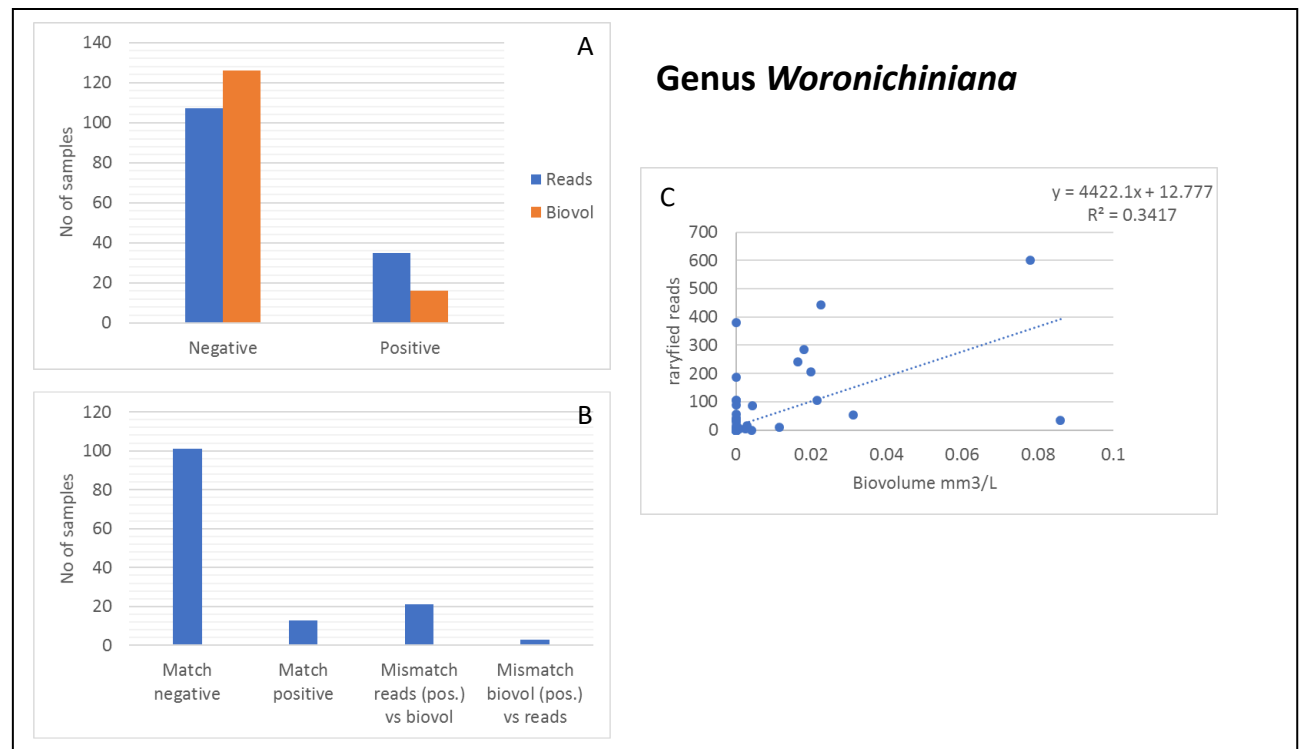 A
140
120
100
80
60
40
20
0
No of samples
Negative
Positive
Reads
Biovol
Genus Woronichiniana
B
120
100
80
60
40
20
0
No of samples
Match
negative
Match
positive
Mismatch
reads (pos.)
vs biovol
Mismatch
biovol (pos.)
vs reads
C
y = 4422.1x + 12.777
R² = 0.3417
700
600
500
400
300
200
100
0
raryfied reads
0
0.02
0.04
0.06
0.08
0.1
Biovolume mm3/L